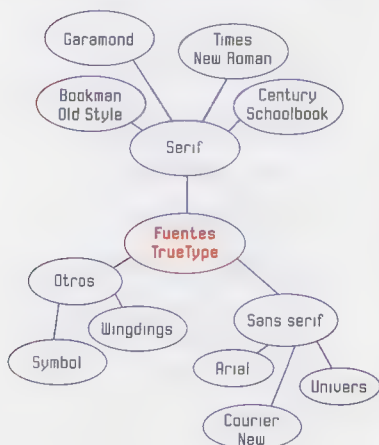 Garamond
Times
New Roman
Bookman
Old Style
Century
Schoolbook
Serif
Fuentes
TrueType
Otros
Wingdings
Symbol
Sans serif
Arial
Univers
Courier
New